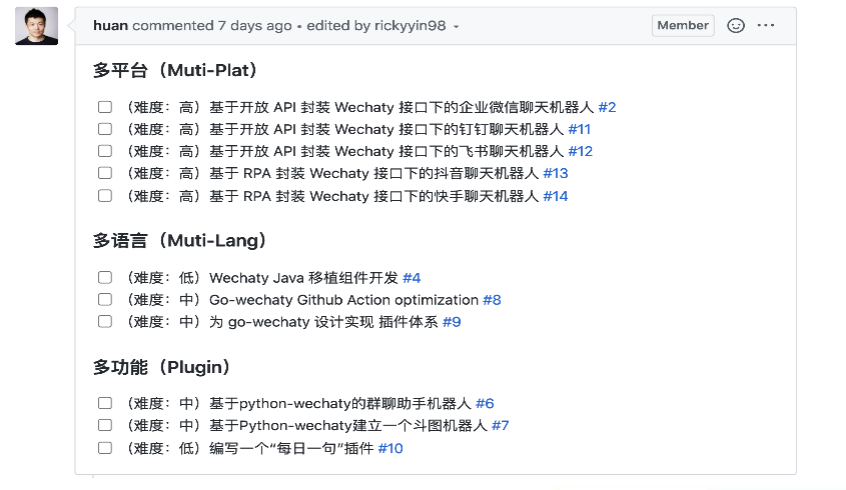 huan commented 7 days ago • edited by rickyyin98
Member
多平台（Muti-Plat）
（难度：高）基于开放 API 封装 Wechaty 接口下的企业微信聊天机器人 #2
（难度：高）基于开放 API 封装 Wechaty 接口下的钉钉聊天机器人 #11
（难度：高）基于开放 API 封装 Wechaty 接口下的飞书聊天机器人 #12
（难度：高）基于 RPA 封装 Wechaty 接口下的抖音聊天机器人 #13
（难度：高）基于 RPA 封装 Wechaty 接口下的快手聊天机器人 #14
多语言（Muti-Lang）
（难度：低）Wechaty Java 移植组件开发 #4
（难度：中）Go-wechaty Github Action optimization #8
（难度：中）为 go-wechaty 设计实现 插件体系 #9
多功能（Plugin）
（难度：中）基于python-wechaty的群聊助手机器人 #6
（难度：中）基于Python-wechaty建立一个斗图机器人 #7
（难度：低）编写一个“每日一句”插件 #10